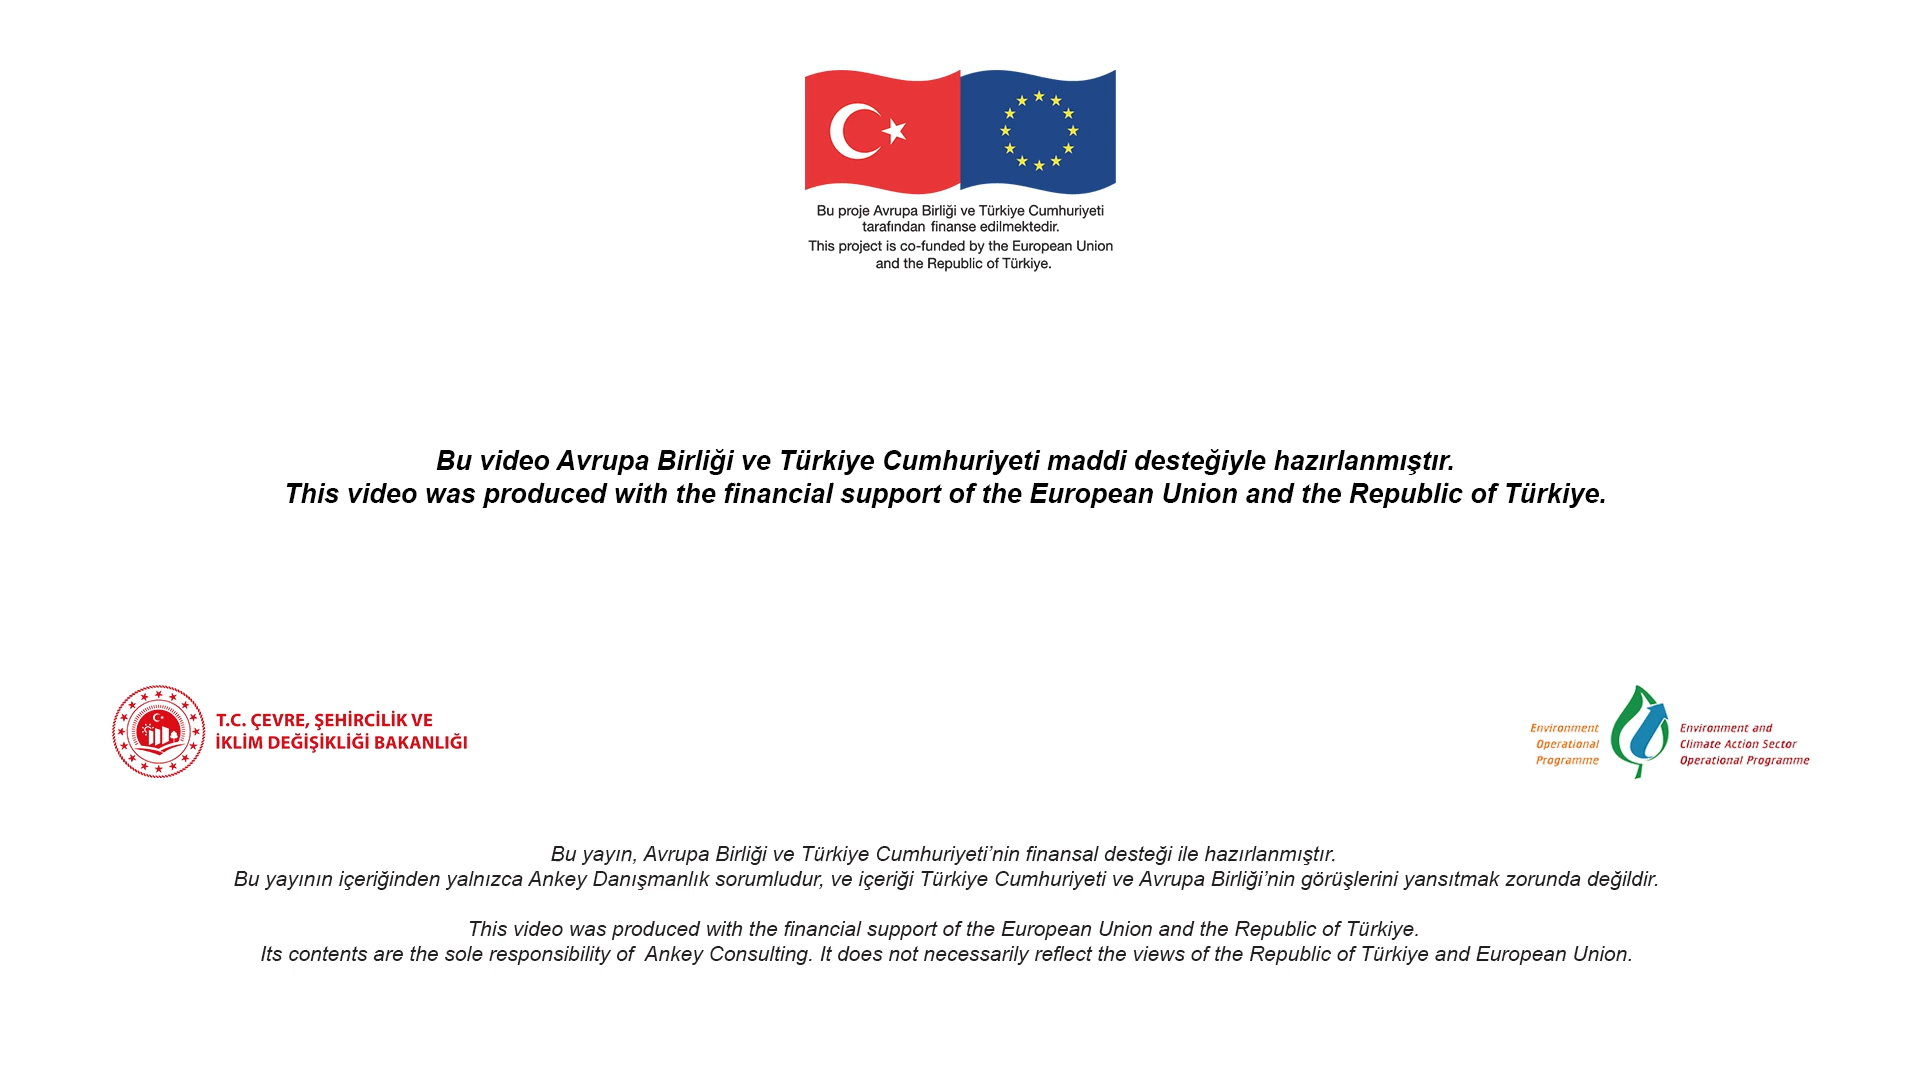 Bu proje Avrupa Birliği ve Türkiye Cumhuriyeti
tarafından finanse edilmektedir.
This project is co-funded by the European Union
and the Republic of Türkiye.
Bu video Avrupa Birliği ve Türkiye Cumhuriyeti maddi desteğiyle hazırlanmıştır.
This video was produced with the financial support of the European Union and the Republic of Türkiye.
T.C. ÇEVRE, ŞEHİRCİLİK VE
İKLİM DEĞİŞİKLİĞİ BAKANLIĞI
Environment
Operational
Programme
Environment and
Climate Action Sector
Operational Programme
Bu yayın, Avrupa Birliği ve Türkiye Cumhuriyeti’nin finansal desteği ile hazırlanmıştır.
Bu yayının içeriğinden yalnızca Ankey Danışmanlık sorumludur, ve içeriği Türkiye Cumhuriyeti ve Avrupa Birliği’nin görüşlerini yansıtmak zorunda değildir.
This video was produced with the financial support of the European Union and the Republic of Türkiye.
Its contents are the sole responsibility of  Ankey Consulting. It does not necessarily reflect the views of the Republic of Türkiye and European Union.